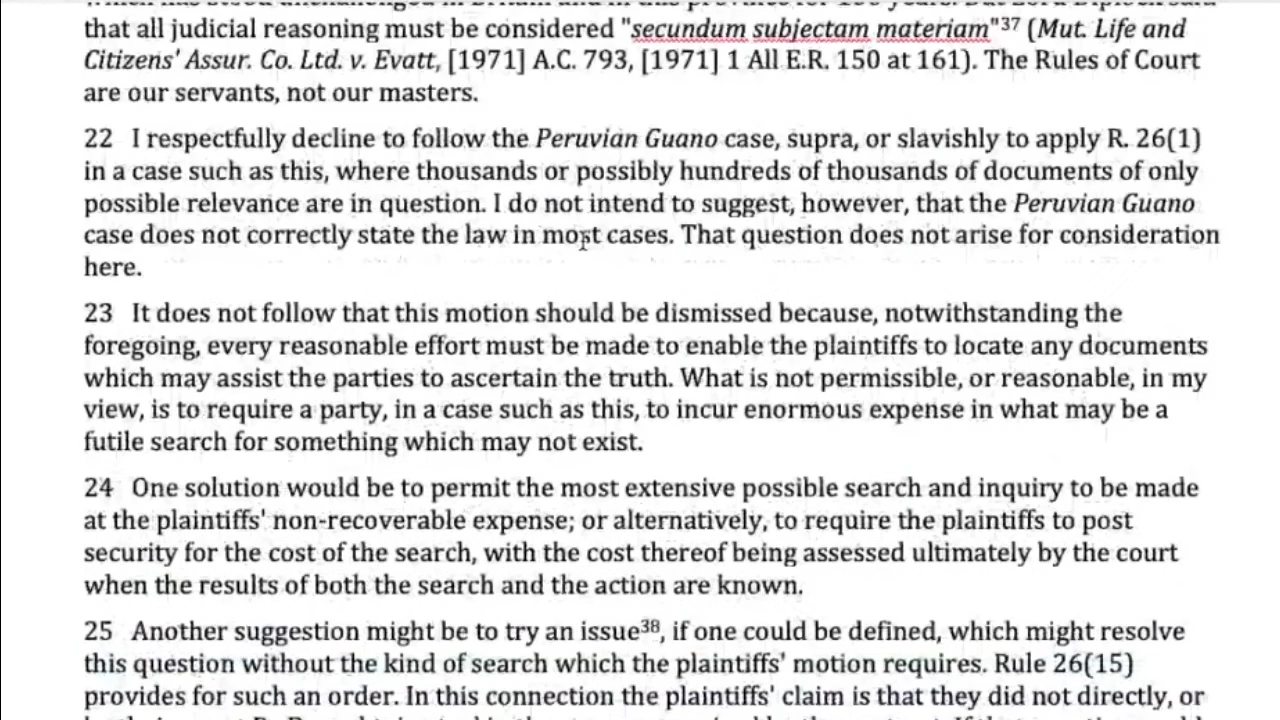 that all judicial reasoning must be considered "secundum subjectam materiam"37 (Mut. Life and
Citizens' Assur. Co. Ltd. v. Evatt, [1971] A.C. 793, [1971] 1 All E.R. 150 at 161). The Rules of Court
are our servants, not our masters.
22 I respectfully decline to follow the Peruvian Guano case, supra, or slavishly to apply R. 26(1)
in a case such as this, where thousands or possibly hundreds of thousands of documents of only
possible relevance are in question. I do not intend to suggest, however, that the Peruvian Guano
case does not correctly state the law in most cases. That question does not arise for consideration
here.
23 It does not follow that this motion should be dismissed because, notwithstanding the
foregoing, every reasonable effort must be made to enable the plaintiffs to locate any documents
which may assist the parties to ascertain the truth. What is not permissible, or reasonable, in my
view, is to require a party, in a case such as this, to incur enormous expense in what may be a
futile search for something which may not exist.
24 One solution would be to permit the most extensive possible search and inquiry to be made
at the plaintiffs' non-recoverable expense; or alternatively, to require the plaintiffs to post
security for the cost of the search, with the cost thereof being assessed ultimately by the court
when the results of both the search and the action are known.
25 Another suggestion might be to try an issue38, if one could be defined, which might resolve
this question without the kind of search which the plaintiffs' motion requires. Rule 26(15)
provides for such an order. In this connection the plaintiffs' claim is that they did not directly, or